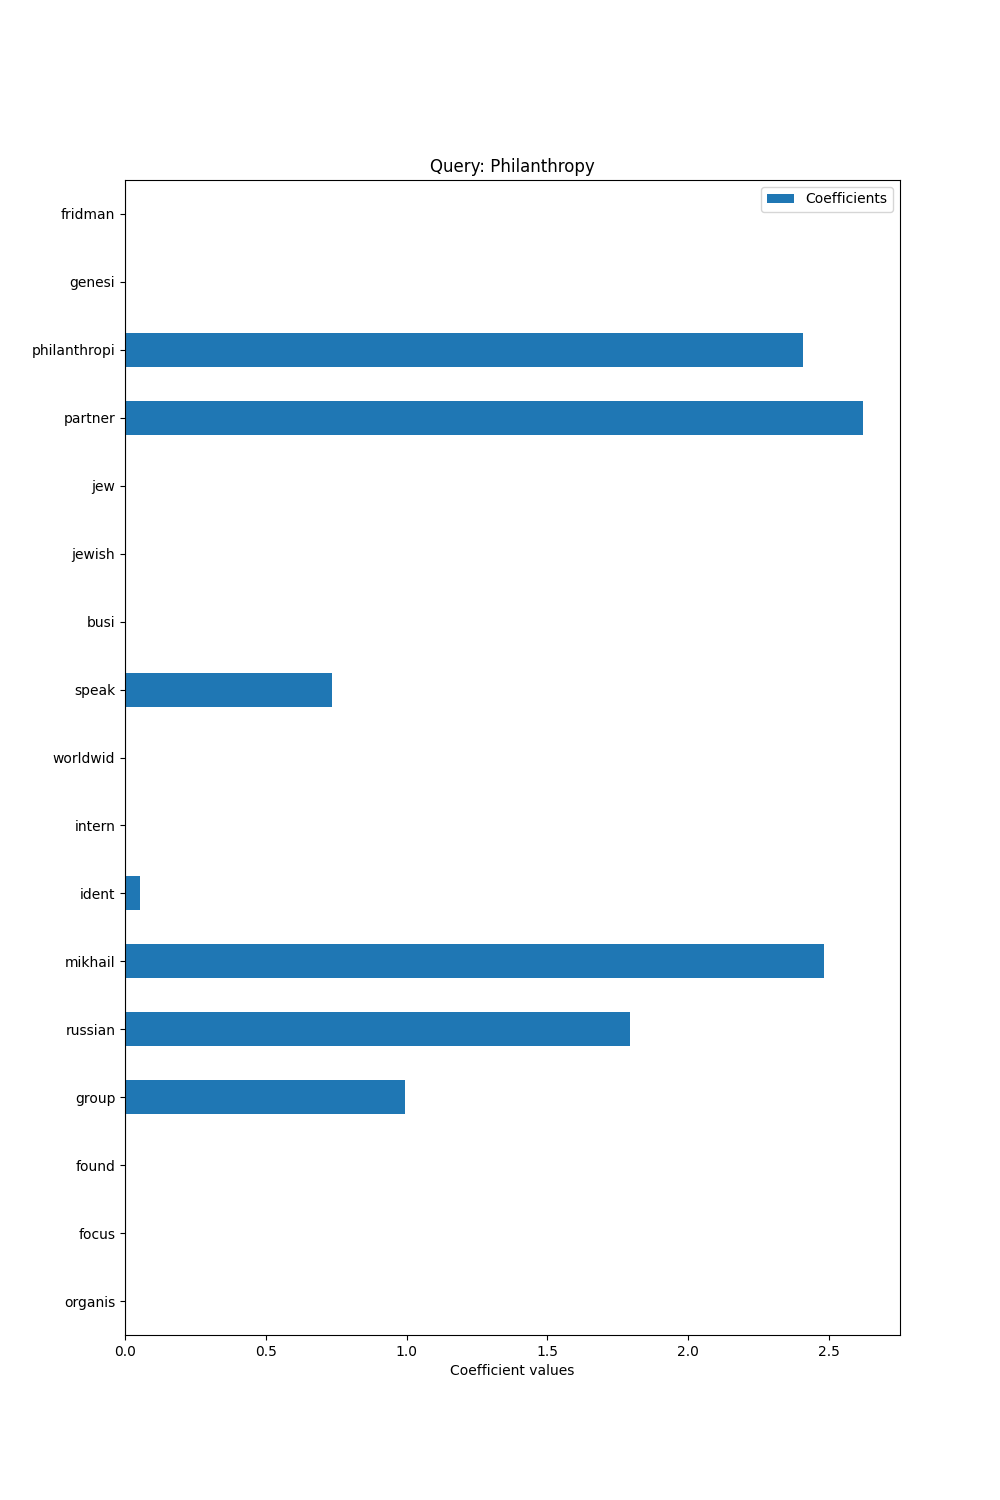 Query: Philanthropy
Coefficients
fridman
genesi
philanthropi
partner
jew
jewish
busi
speak
worldwid
intern
ident
mikhail
russian
group
found
focus
organis
0.0 0.5 1.0 1.5 2.0 2.5
Coefficient values